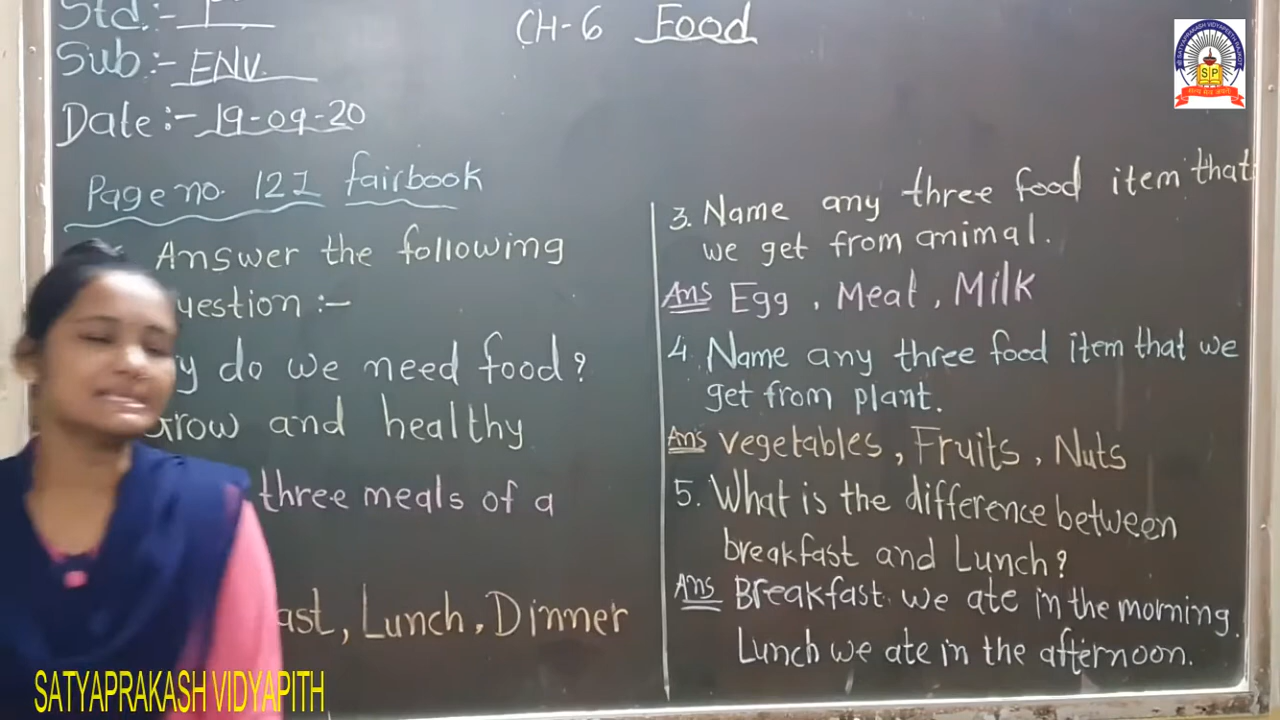 Std.:- I
Sub:- ENV.
Date:- 19-09-20
CH-6 Food
Page no. 121 fairbook
Answer the following
uestion:-
y do we need food?
Grow and healthy
three meals of a
ast, Lunch, Dinner
3. Name any three food item that
we get from animal.
Ans Egg, Meat, Milk
4. Name any three food item that we
get from plant.
Ans vegetables, Fruits, Nuts
5. What is the difference between
breakfast and Lunch?
Ans Breakfast we ate in the morning.
Lunch we ate in the afternoon.
SP
SATYAPRAKASH VIDYAPITH